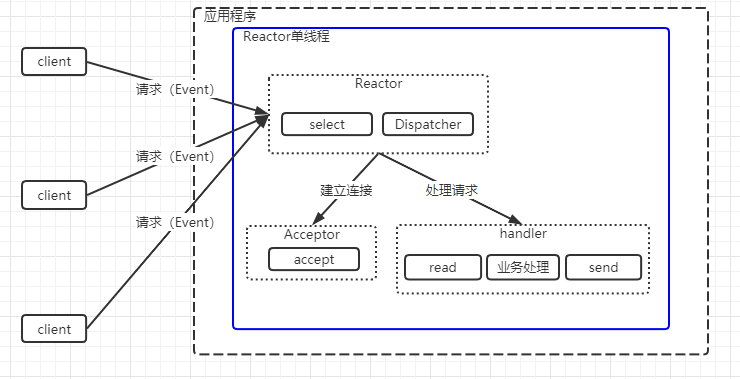 应用程序
Reactor单线程
client
请求（Event）
Reactor
select
Dispatcher
请求（Event）
client
建立连接
处理请求
请求（Event）
Acceptor
accept
handler
read
业务处理
send
client